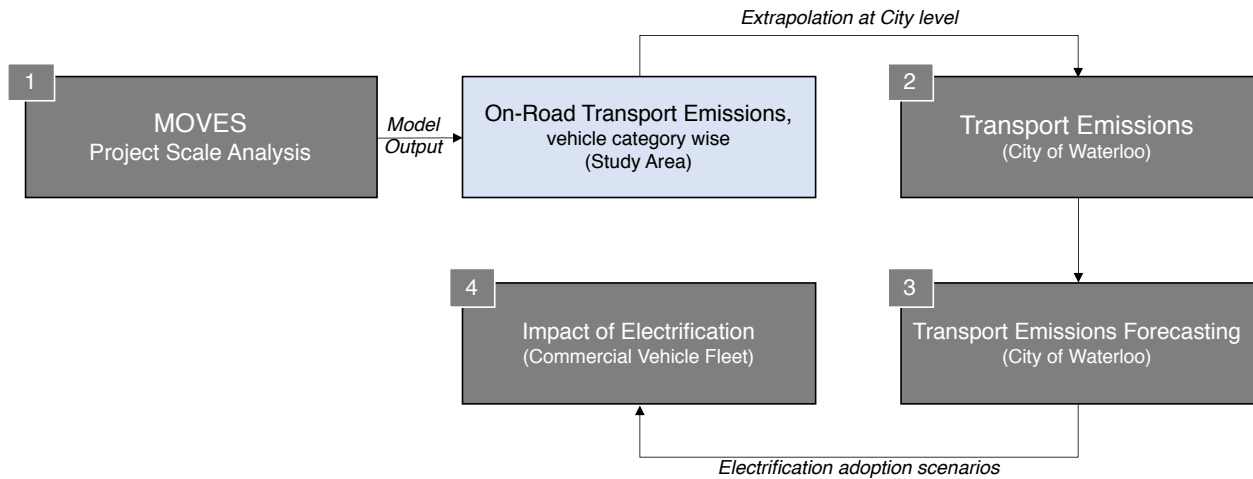 Extrapolation at City level
1
MOVES
Project Scale Analysis
Model
Output
On-Road Transport Emissions,
vehicle category wise
(Study Area)
2
Transport Emissions
(City of Waterloo)
4
Impact of Electrification
(Commercial Vehicle Fleet)
3
Transport Emissions Forecasting
(City of Waterloo)
Electrification adoption scenarios